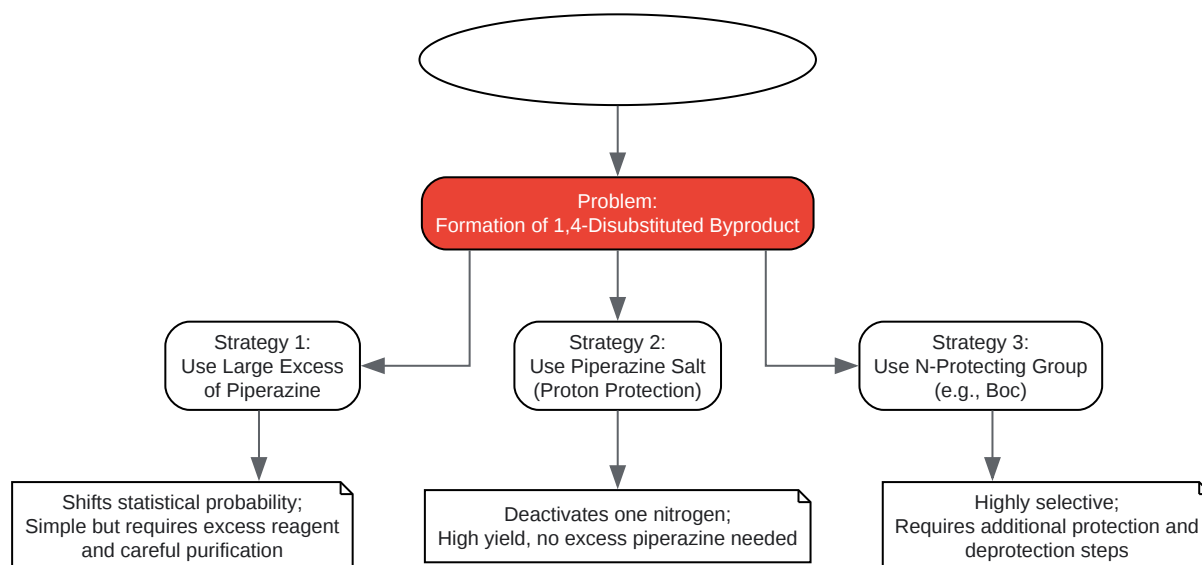 Problem:
Formation of 1,4-Disubstituted Byproduct
Strategy 1:
Use Large Excess
of Piperazine
Strategy 2:
Use Piperazine Salt
(Proton Protection)
Strategy 3:
Use N-Protecting Group
(e.g., Boc)
Shifts statistical probability;
Simple but requires excess reagent
and careful purification
Deactivates one nitrogen;
High yield, no excess piperazine needed
Highly selective;
Requires additional protection and
deprotection steps